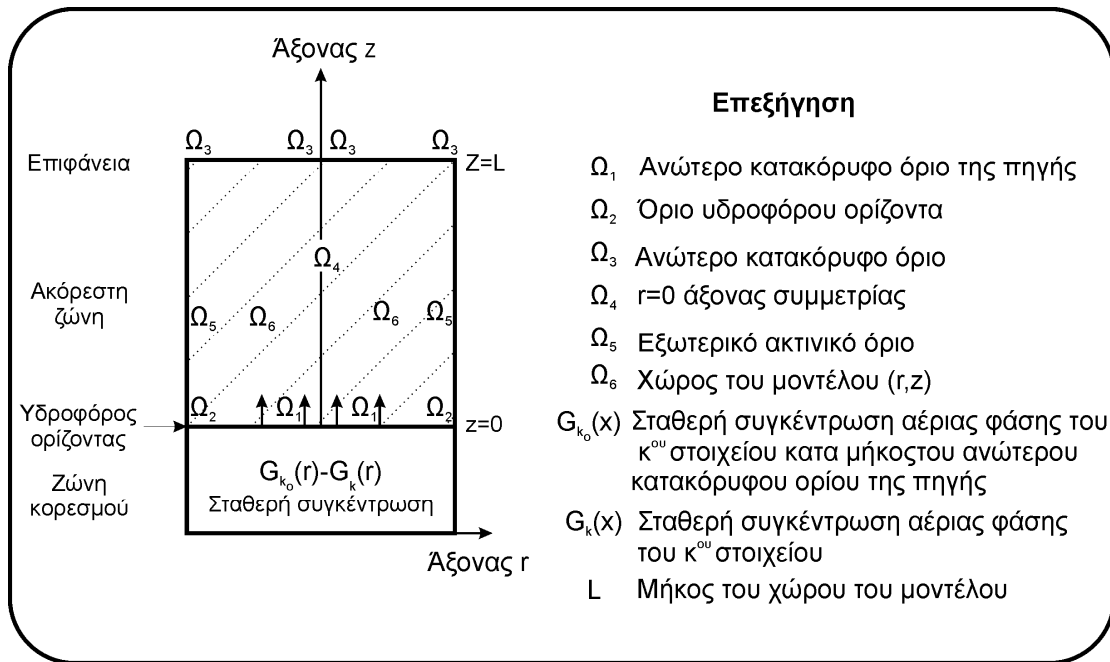 Άξονας z
Ω₃ Ω₃ Ω₃ Ω₃
Επιφάνεια
Z=L
Ω₄
Ακόρεστη
ζώνη
Ω₅ Ω₆ Ω₆ Ω₅
Ω₂ Ω₁ Ω₁ Ω₂
Υδροφόρος
ορίζοντας
z=0
Ζώνη
κορεσμού
Gₖₒ(r)-Gₖ(r)
Σταθερή συγκέντρωση
Άξονας r
Επεξήγηση
Ω₁ Ανώτερο κατακόρυφο όριο της πηγής
Ω₂ Όριο υδροφόρου ορίζοντα
Ω₃ Ανώτερο κατακόρυφο όριο
Ω₄ r=0 άξονας συμμετρίας
Ω₅ Εξωτερικό ακτινικό όριο
Ω₆ Χώρος του μοντέλου (r,z)
Gₖₒ(x) Σταθερή συγκέντρωση αέριας φάσης του
κᵒᵘ στοιχείου κατα μήκοςτου ανώτερου
κατακόρυφου ορίου της πηγής
Gₖ(x) Σταθερή συγκέντρωση αέριας φάσης
του κᵒᵘ στοιχείου
L Μήκος του χώρου του μοντέλου